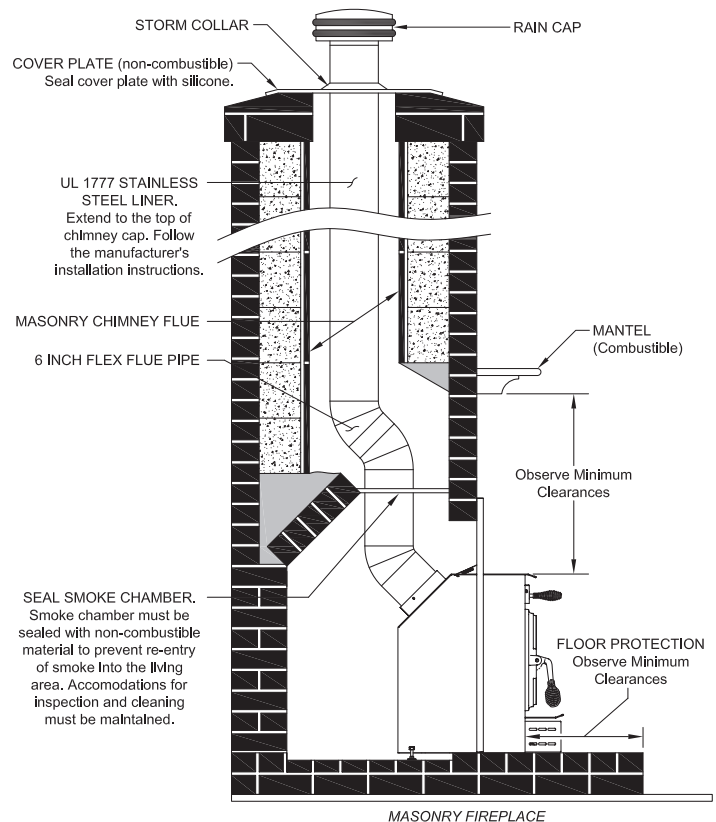 STORM COLLAR
RAIN CAP
COVER PLATE (non-combustible)
Seal cover plate with silicone.
UL 1777 STAINLESS
STEEL LINER.
Extend to the top of
chimney cap. Follow
the manufacturer's
installation instructions.
MASONRY CHIMNEY FLUE
6 INCH FLEX FLUE PIPE
MANTEL
(Combustible)
Observe Minimum
Clearances
SEAL SMOKE CHAMBER.
Smoke chamber must be
sealed with non-combustible
material to prevent re-entry
of smoke into the living
area. Accomodations for
inspection and cleaning
must be maintained.
FLOOR PROTECTION
Observe Minimum
Clearances
MASONRY FIREPLACE